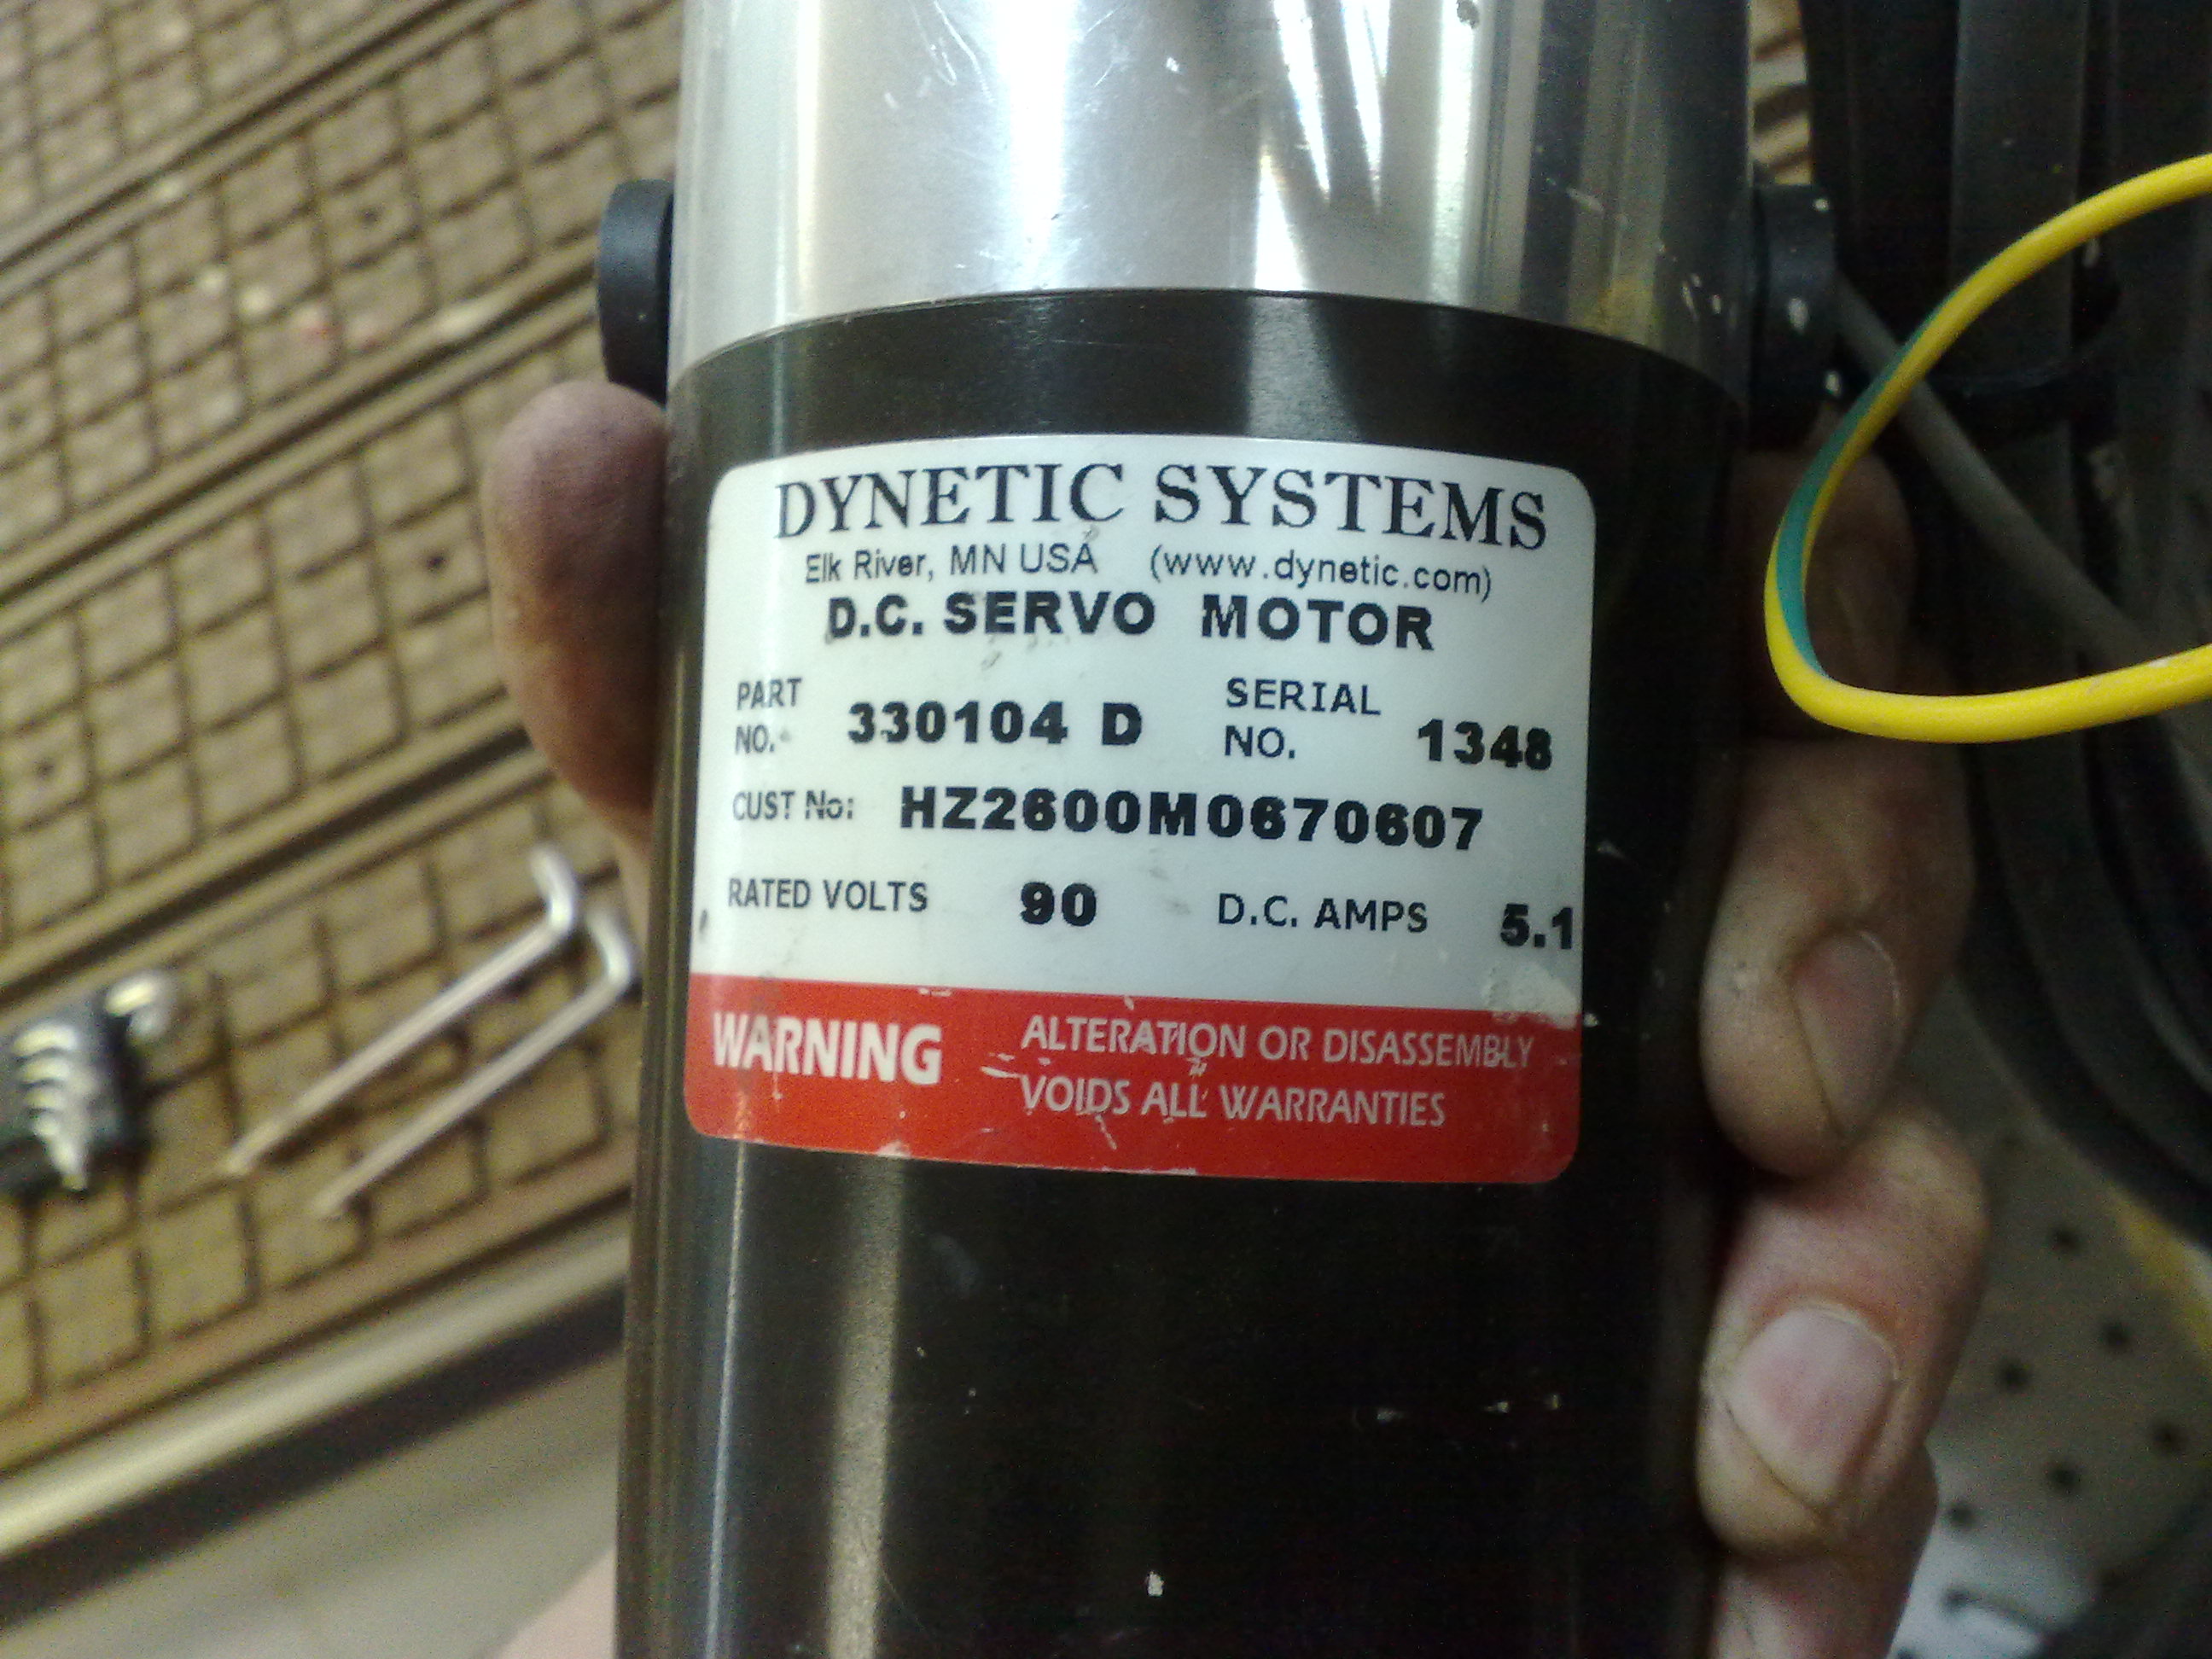 DYNETIC SYSTEMS
Elk River, MN USA (www.dynetic.com)
D.C. SERVO MOTOR
PART NO. 330104 D SERIAL NO. 1348
CUST No: HZ2600M0670607
RATED VOLTS 90 D.C. AMPS 5.1
WARNING ALTERATION OR DISASSEMBLY
VOIDS ALL WARRANTIES